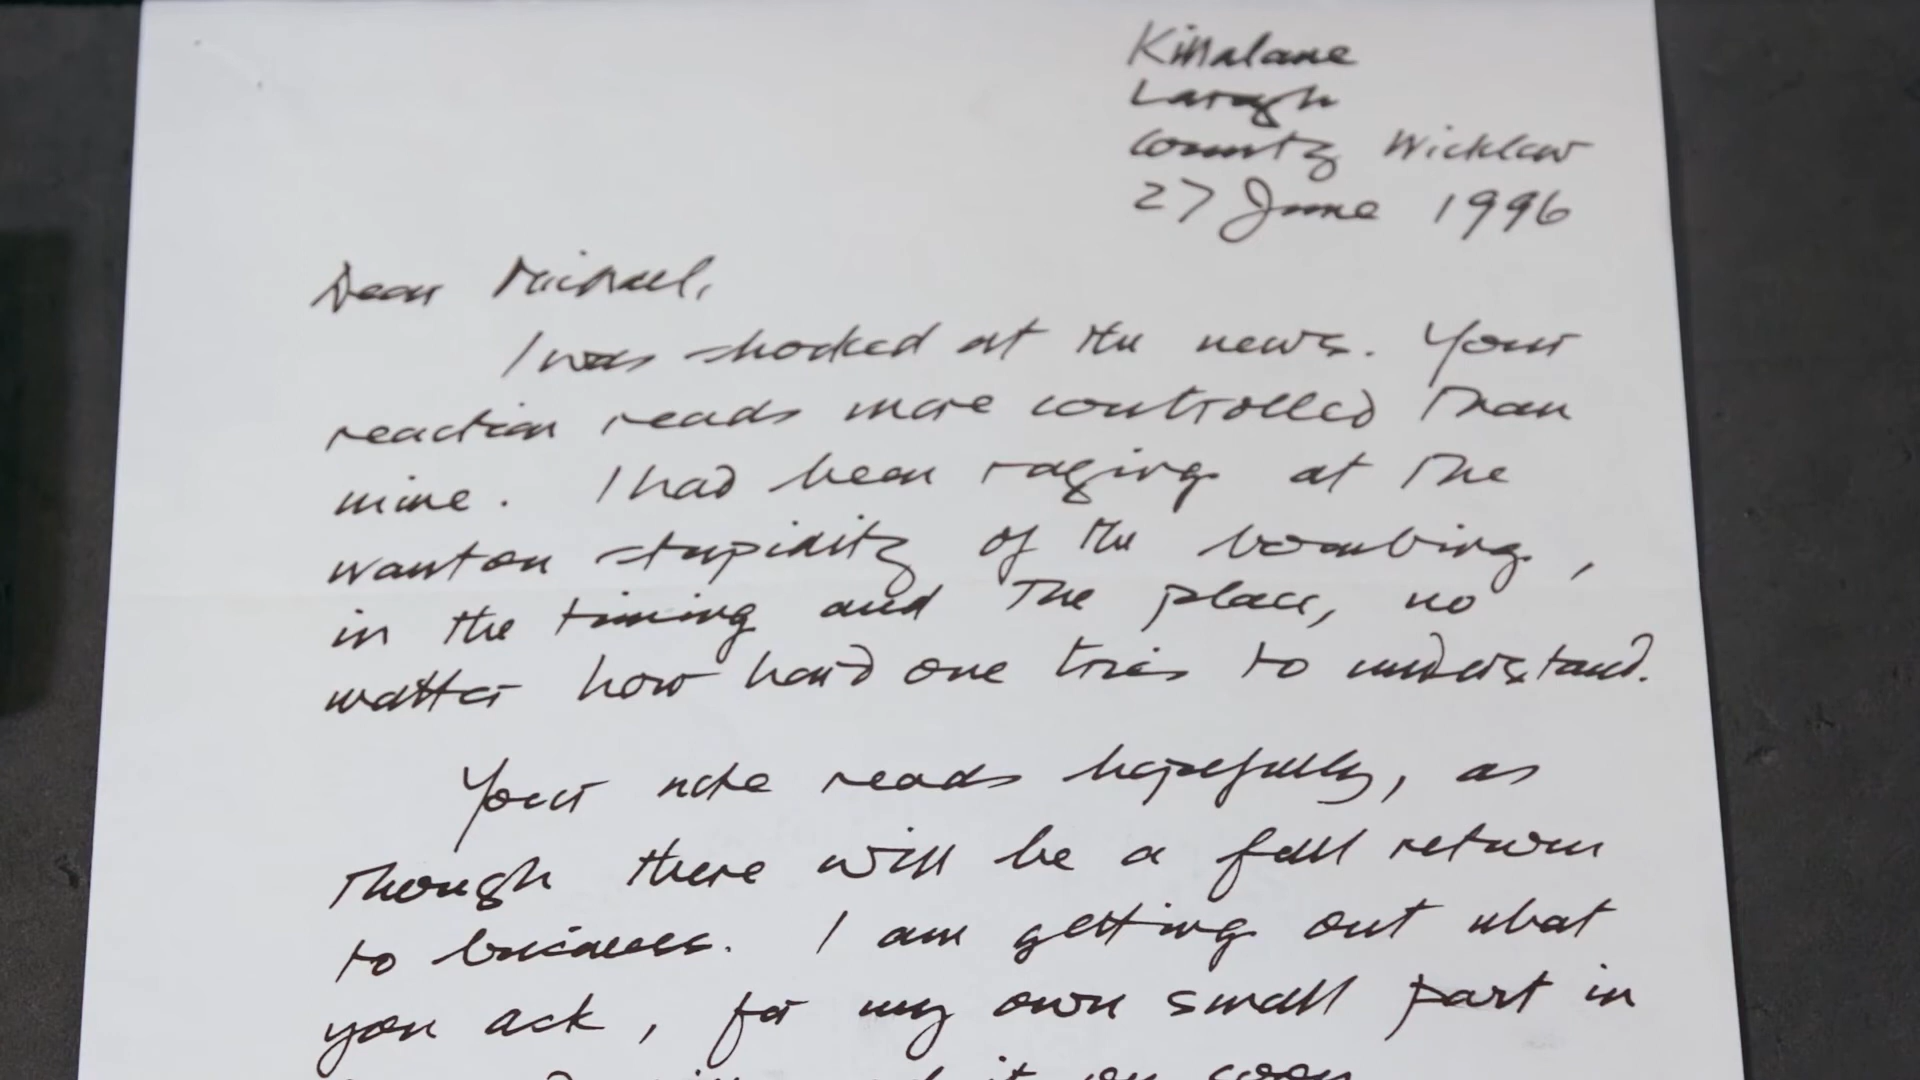 Killalane
Laragh
County Wicklow
27 June 1996
Dear Michael,
I was shocked at the news. Your
reaction reads more controlled than
mine. I had been raging at the
wanton stupidity of the bombing,
in the timing and the place, no
matter how hard one tries to understand.
Your note reads hopefully, as
though there will be a full return
to business. I am getting out what
you ask, for my own small part in
it on soon